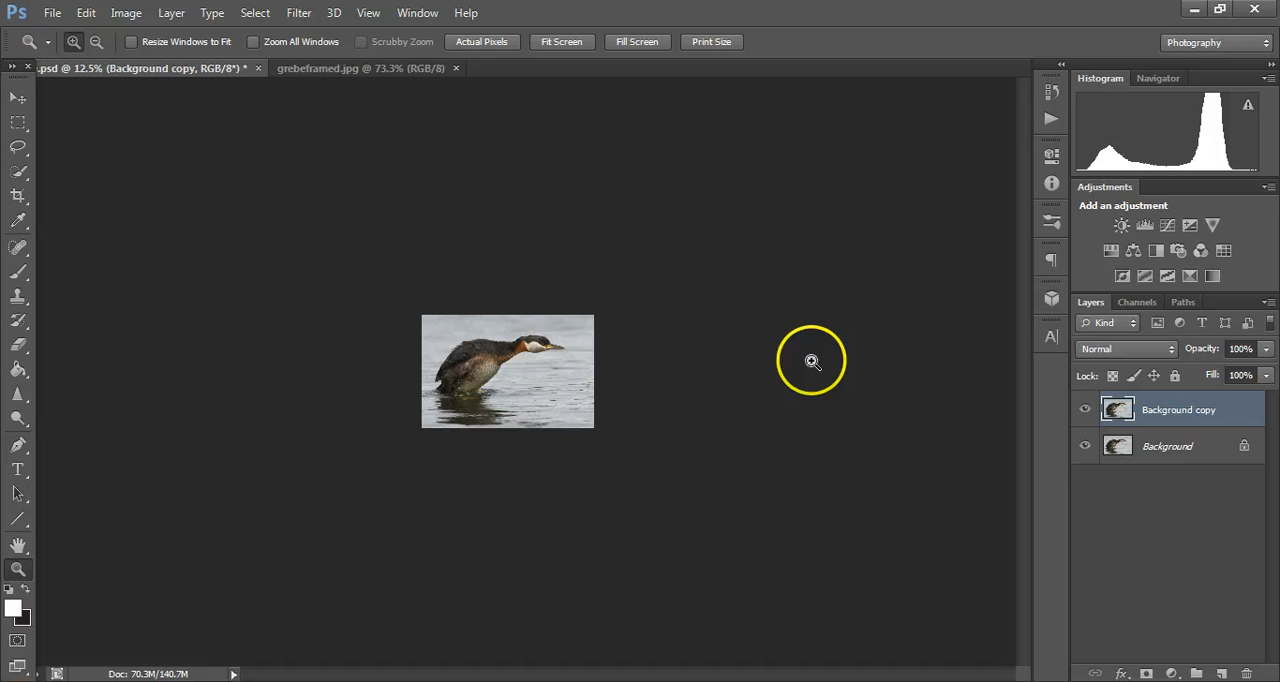 Ps File Edit Image Layer Type Select Filter 3D View Window Help
Resize Windows to Fit Zoom All Windows Scrubby Zoom Actual Pixels Fit Screen Fill Screen Print Size Photography
.psd @ 12.5% (Background copy, RGB/8*) * × grebeframed.jpg @ 73.3% (RGB/8) ×
Histogram Navigator
Adjustments
Add an adjustment
Layers Channels Paths
Kind
Normal Opacity: 100%
Lock: Fill: 100%
Background copy
Background
Doc: 70.3M/140.7M